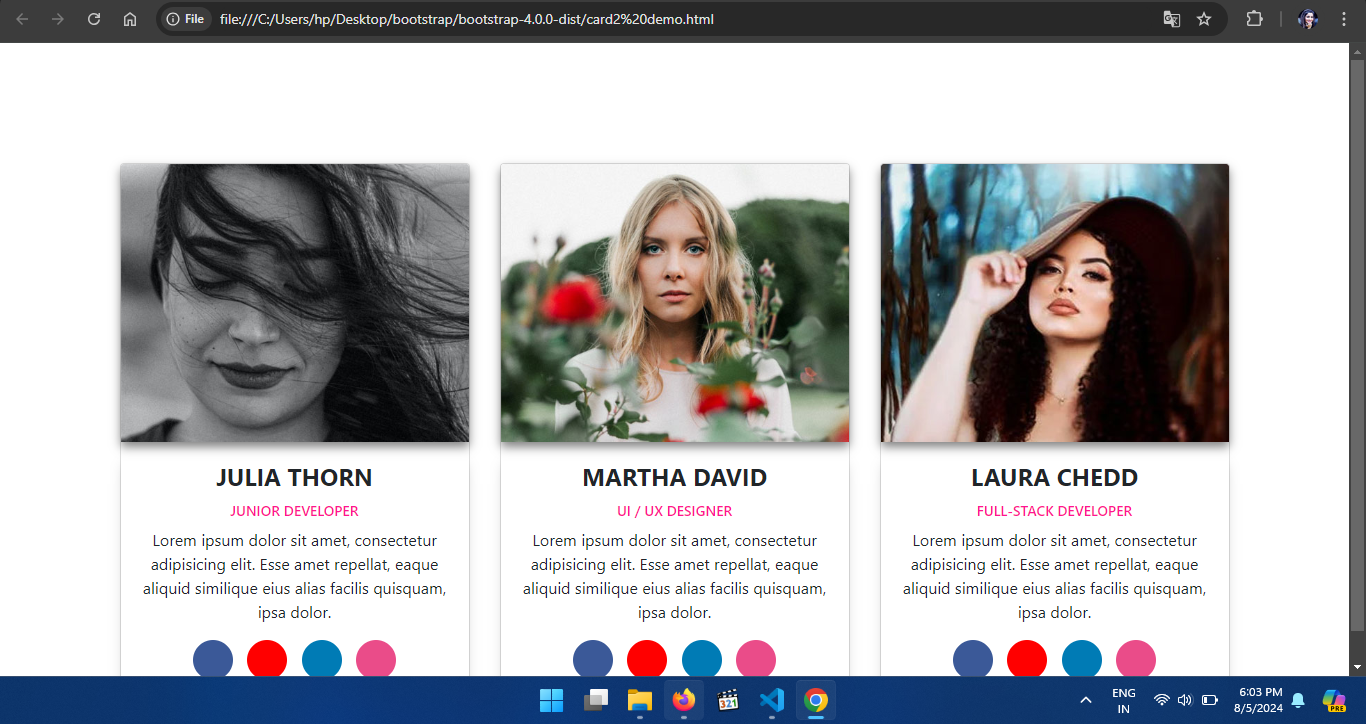 File
file:///C:/Users/hp/Desktop/bootstrap/bootstrap-4.0.0-dist/card2%20demo.html
JULIA THORN
JUNIOR DEVELOPER
Lorem ipsum dolor sit amet, consectetur
adipisicing elit. Esse amet repellat, eaque
aliquid similique eius alias facilis quisquam,
ipsa dolor.
MARTHA DAVID
UI / UX DESIGNER
Lorem ipsum dolor sit amet, consectetur
adipisicing elit. Esse amet repellat, eaque
aliquid similique eius alias facilis quisquam,
ipsa dolor.
LAURA CHEDD
FULL-STACK DEVELOPER
Lorem ipsum dolor sit amet, consectetur
adipisicing elit. Esse amet repellat, eaque
aliquid similique eius alias facilis quisquam,
ipsa dolor.
321
ENG
IN
6:03 PM
8/5/2024
PRE